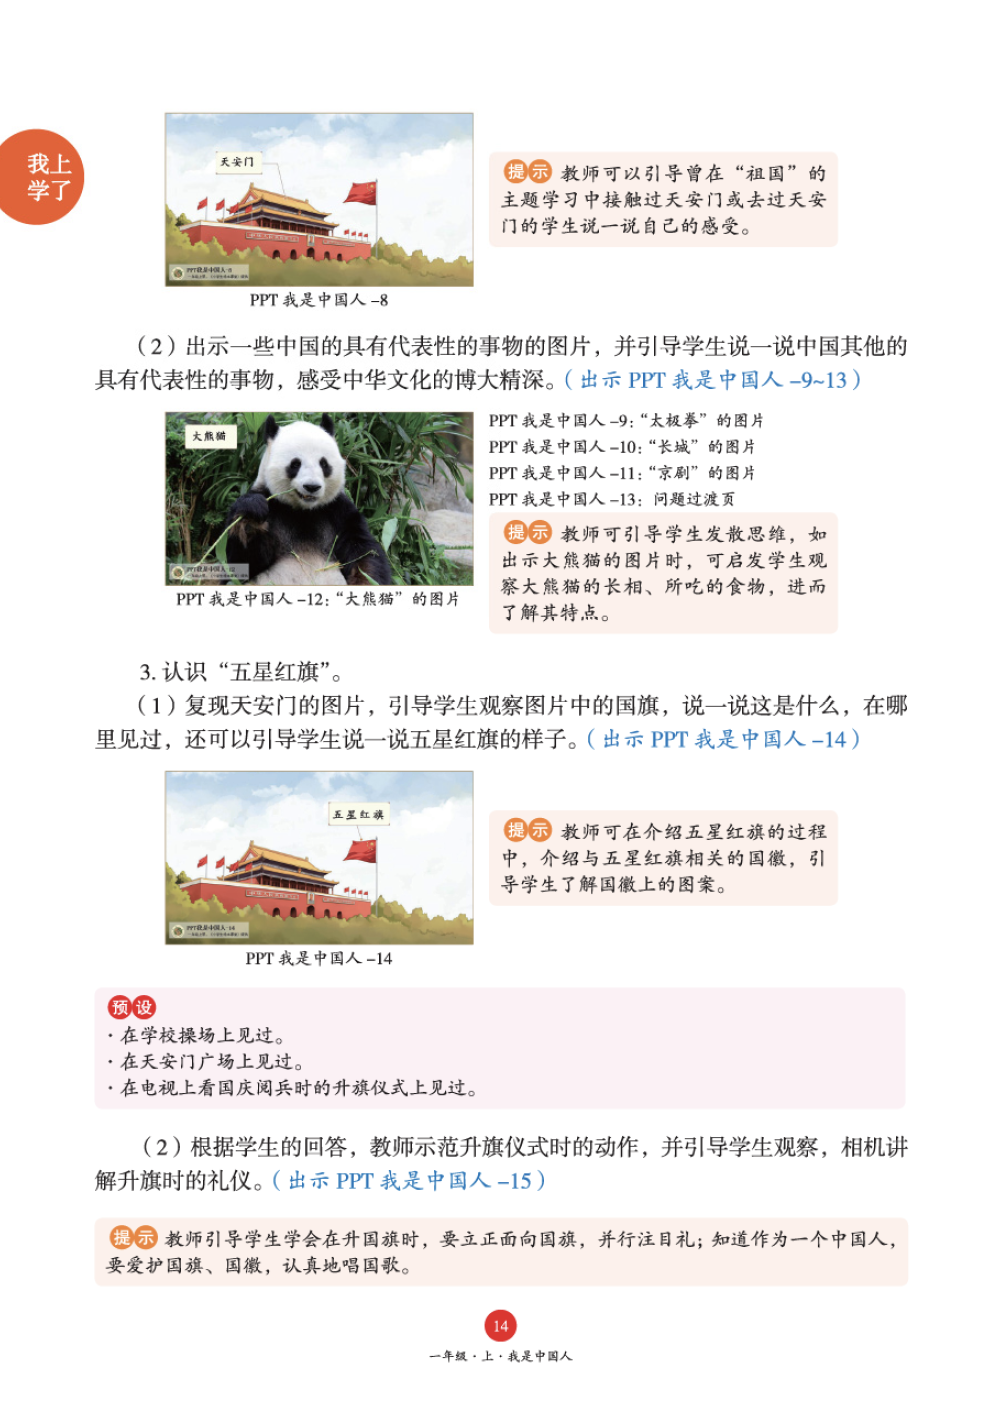 我上
学了
天安门
PPT我是中国人-8
PPT 我是中国人 –8
提示 教师可以引导曾在“祖国”的
主题学习中接触过天安门或去过天安
门的学生说一说自己的感受。
（2）出示一些中国的具有代表性的事物的图片，并引导学生说一说中国其他的
具有代表性的事物，感受中华文化的博大精深。（出示 PPT 我是中国人 –9~13）
大熊猫
PPT我是中国人-12
PPT 我是中国人 –12：“大熊猫”的图片
PPT 我是中国人 –9：“太极拳”的图片
PPT 我是中国人 –10：“长城”的图片
PPT 我是中国人 –11：“京剧”的图片
PPT 我是中国人 –13：问题过渡页
提示 教师可引导学生发散思维，如
出示大熊猫的图片时，可启发学生观
察大熊猫的长相、所吃的食物，进而
了解其特点。
3. 认识“五星红旗”。
（1）复现天安门的图片，引导学生观察图片中的国旗，说一说这是什么，在哪
里见过，还可以引导学生说一说五星红旗的样子。（出示 PPT 我是中国人 –14）
五星红旗
PPT我是中国人-14
PPT 我是中国人 –14
提示 教师可在介绍五星红旗的过程
中，介绍与五星红旗相关的国徽，引
导学生了解国徽上的图案。
预设
· 在学校操场上见过。
· 在天安门广场上见过。
· 在电视上看国庆阅兵时的升旗仪式上见过。
（2）根据学生的回答，教师示范升旗仪式时的动作，并引导学生观察，相机讲
解升旗时的礼仪。（出示 PPT 我是中国人 –15）
提示 教师引导学生学会在升国旗时，要立正面向国旗，并行注目礼；知道作为一个中国人，
要爱护国旗、国徽，认真地唱国歌。
14
一年级 · 上 · 我是中国人